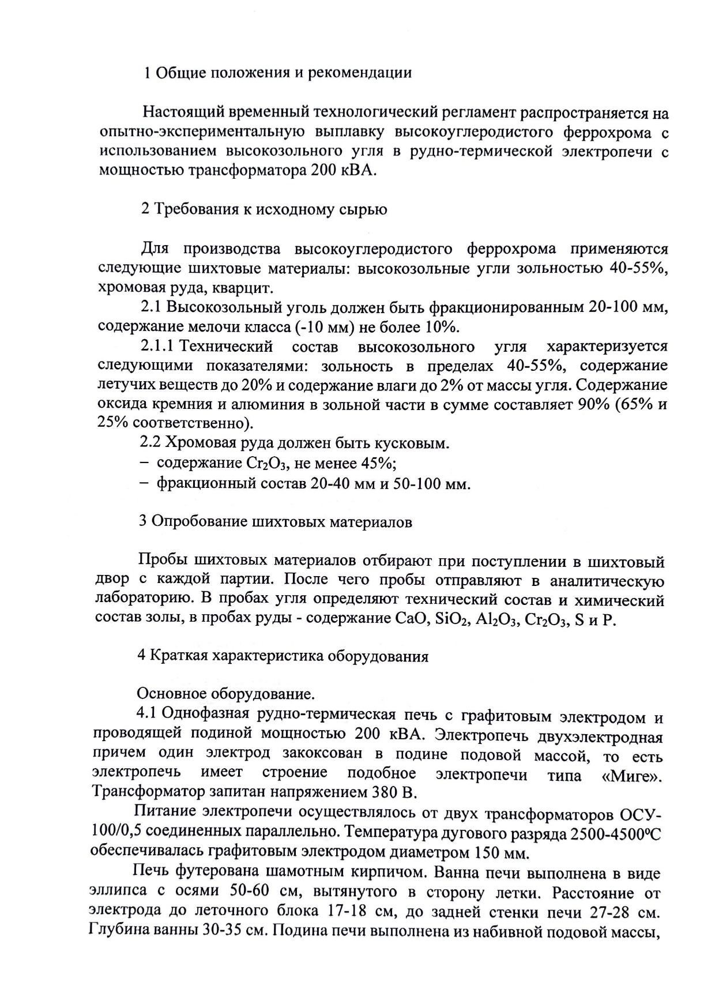 1 Общие положения и рекомендации
Настоящий временный технологический регламент распространяется на
опытно-экспериментальную выплавку высокоуглеродистого феррохрома с
использованием высокозольного угля в рудно-термической электропечи с
мощностью трансформатора 200 кВА.
2 Требования к исходному сырью
Для производства высокоуглеродистого феррохрома применяются
следующие шихтовые материалы: высокозольные угли зольностью 40-55%,
хромовая руда, кварцит.
2.1 Высокозольный уголь должен быть фракционированным 20-100 мм,
содержание мелочи класса (-10 мм) не более 10%.
2.1.1 Технический состав высокозольного угля характеризуется
следующими показателями: зольность в пределах 40-55%, содержание
летучих веществ до 20% и содержание влаги до 2% от массы угля. Содержание
оксида кремния и алюминия в зольной части в сумме составляет 90% (65% и
25% соответственно).
2.2 Хромовая руда должен быть кусковым.
– содержание Cr₂O₃, не менее 45%;
– фракционный состав 20-40 мм и 50-100 мм.
3 Опробование шихтовых материалов
Пробы шихтовых материалов отбирают при поступлении в шихтовый
двор с каждой партии. После чего пробы отправляют в аналитическую
лабораторию. В пробах угля определяют технический состав и химический
состав золы, в пробах руды - содержание CaO, SiO₂, Al₂O₃, Cr₂O₃, S и P.
4 Краткая характеристика оборудования
Основное оборудование.
4.1 Однофазная рудно-термическая печь с графитовым электродом и
проводящей подиной мощностью 200 кВА. Электропечь двухэлектродная
причем один электрод закоксован в подине подовой массой, то есть
электропечь имеет строение подобное электропечи типа «Миге».
Трансформатор запитан напряжением 380 В.
Питание электропечи осуществлялось от двух трансформаторов ОСУ-
100/0,5 соединенных параллельно. Температура дугового разряда 2500-4500⁰С
обеспечивалась графитовым электродом диаметром 150 мм.
Печь футерована шамотным кирпичом. Ванна печи выполнена в виде
эллипса с осями 50-60 см, вытянутого в сторону летки. Расстояние от
электрода до леточного блока 17-18 см, до задней стенки печи 27-28 см.
Глубина ванны 30-35 см. Подина печи выполнена из набивной подовой массы,